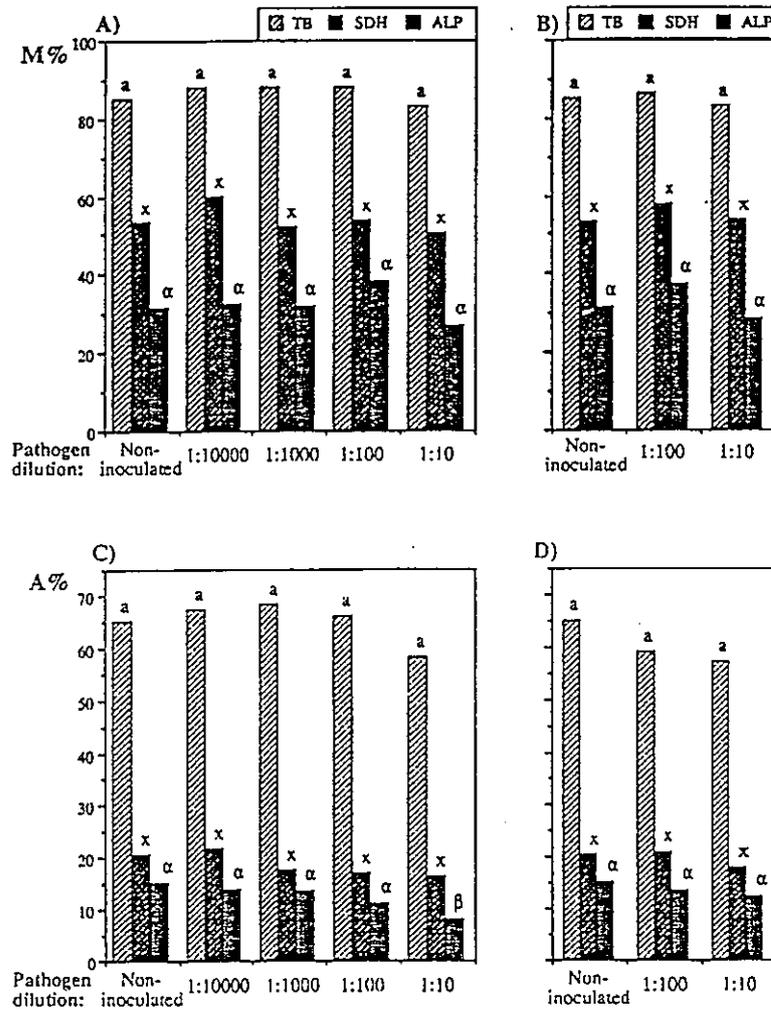 A)
TB SDH ALP
M%
100
80
60
40
20
0
a a a a a
x x x x x
α α α α α
Pathogen dilution:
Non-inoculated 1:10000 1:1000 1:100 1:10
B)
TB SDH ALP
a a a
x x x
α α α
Non-inoculated 1:100 1:10
C)
A%
70
60
50
40
30
20
10
0
a a a a a
x x x x x
α α α α β
Pathogen dilution:
Non-inoculated 1:10000 1:1000 1:100 1:10
D)
a a a
x x x
α α α
Non-inoculated 1:100 1:10